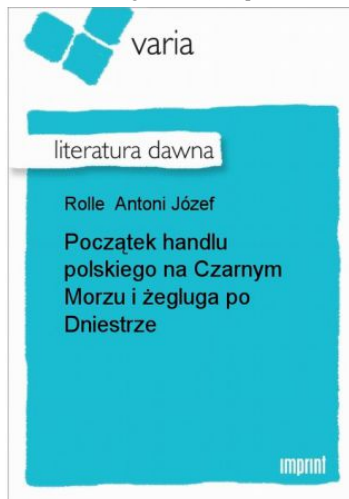 varia
literatura dawna
Rolle Antoni Józef
Początek handlu
polskiego na Czarnym
Morzu i żegluga po
Dniestrze
imprint